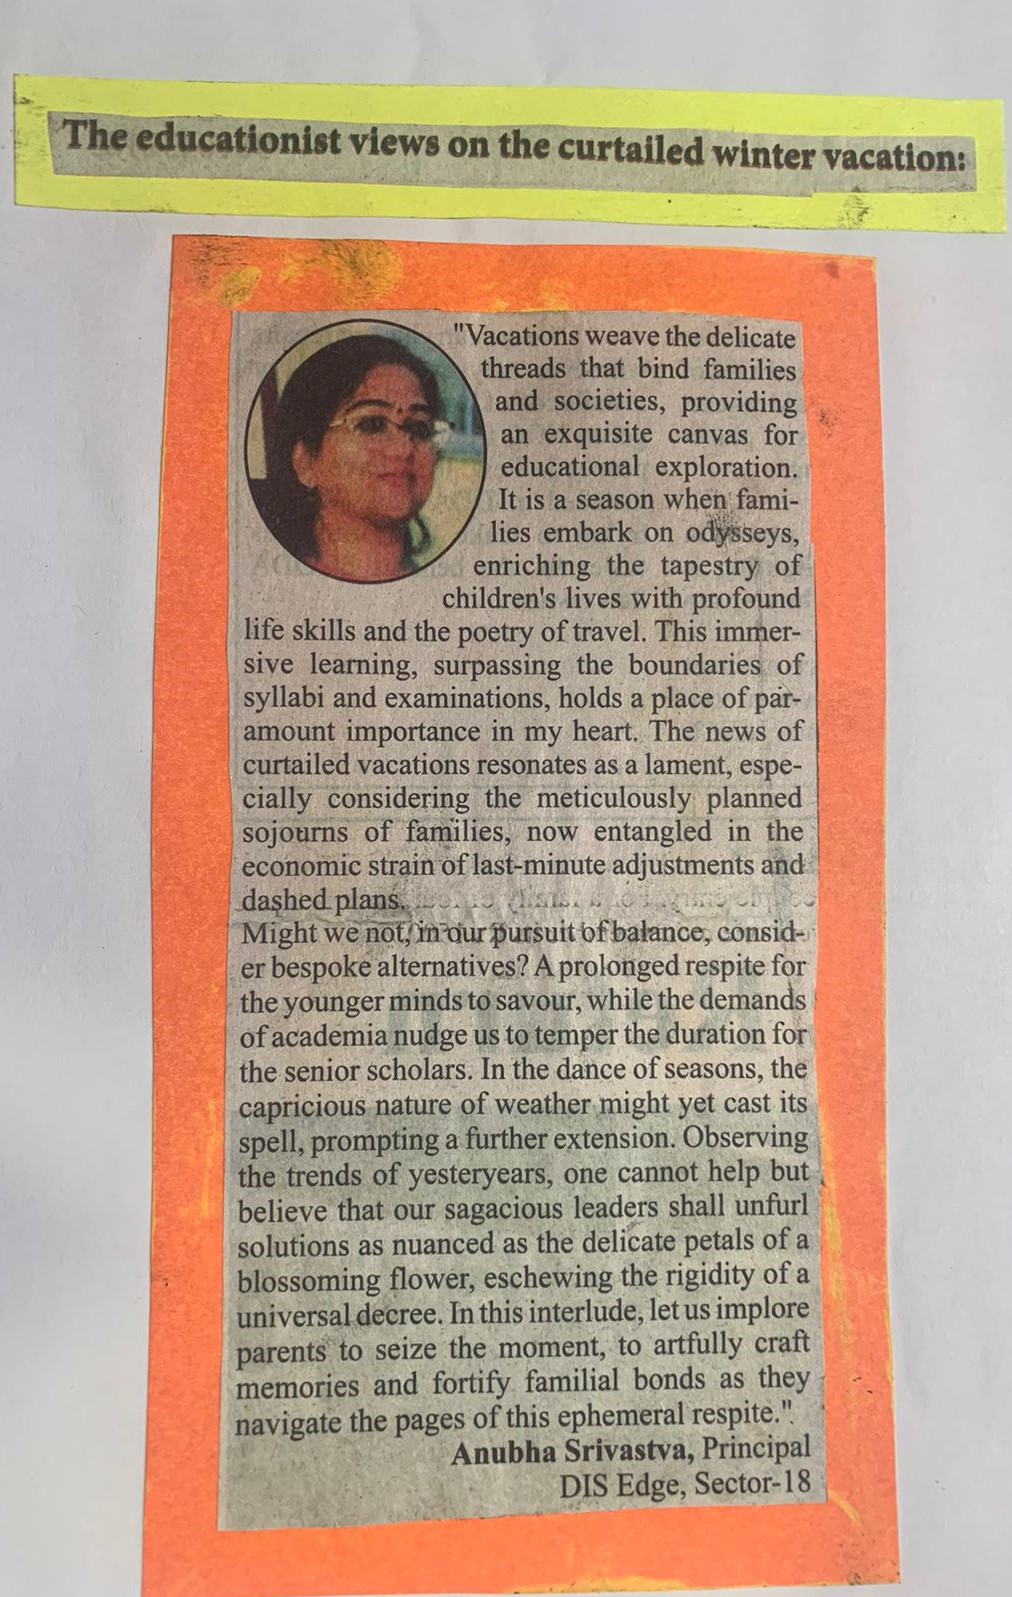 The educationist views on the curtailed winter vacation:
"Vacations weave the delicate
threads that bind families
and societies, providing
an exquisite canvas for
educational exploration.
It is a season when fami-
lies embark on odysseys,
enriching the tapestry of
children's lives with profound
life skills and the poetry of travel. This immer-
sive learning, surpassing the boundaries of
syllabi and examinations, holds a place of par-
amount importance in my heart. The news of
curtailed vacations resonates as a lament, espe-
cially considering the meticulously planned
sojourns of families, now entangled in the
economic strain of last-minute adjustments and
dashed plans.
Might we not, in our pursuit of balance, consid-
er bespoke alternatives? A prolonged respite for
the younger minds to savour, while the demands
of academia nudge us to temper the duration for
the senior scholars. In the dance of seasons, the
capricious nature of weather might yet cast its
spell, prompting a further extension. Observing
the trends of yesteryears, one cannot help but
believe that our sagacious leaders shall unfurl
solutions as nuanced as the delicate petals of a
blossoming flower, eschewing the rigidity of a
universal decree. In this interlude, let us implore
parents to seize the moment, to artfully craft
memories and fortify familial bonds as they
navigate the pages of this ephemeral respite."
Anubha Srivastva, Principal
DIS Edge, Sector-18